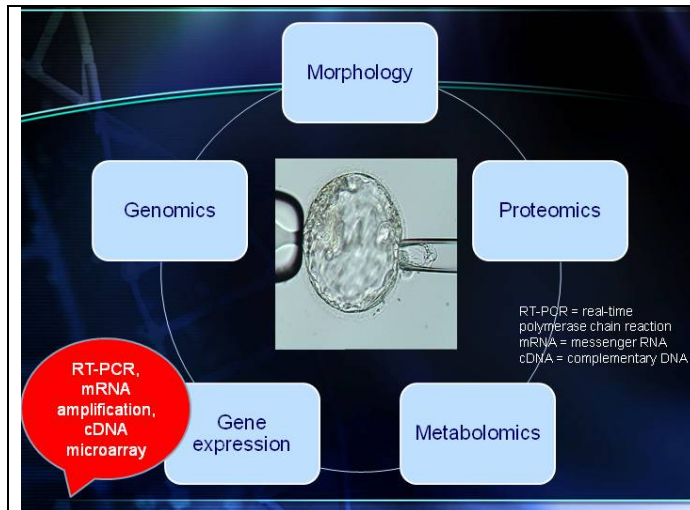 Morphology
Genomics
Proteomics
RT-PCR = real-time
polymerase chain reaction
mRNA = messenger RNA
cDNA = complementary DNA
RT-PCR,
mRNA
amplification,
cDNA
microarray
Gene
expression
Metabolomics